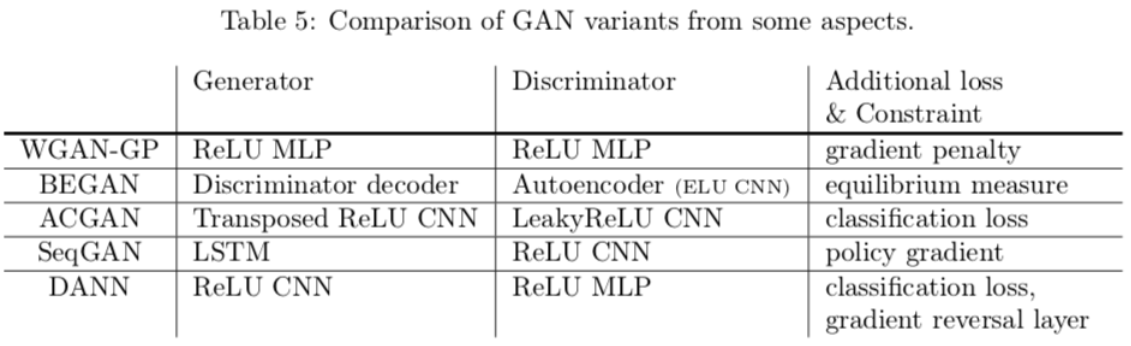 Table 5: Comparison of GAN variants from some aspects.
Generator Discriminator Additional loss
& Constraint
WGAN-GP ReLU MLP ReLU MLP gradient penalty
BEGAN Discriminator decoder Autoencoder (ELU CNN) equilibrium measure
ACGAN Transposed ReLU CNN LeakyReLU CNN classification loss
SeqGAN LSTM ReLU CNN policy gradient
DANN ReLU CNN ReLU MLP classification loss,
gradient reversal layer